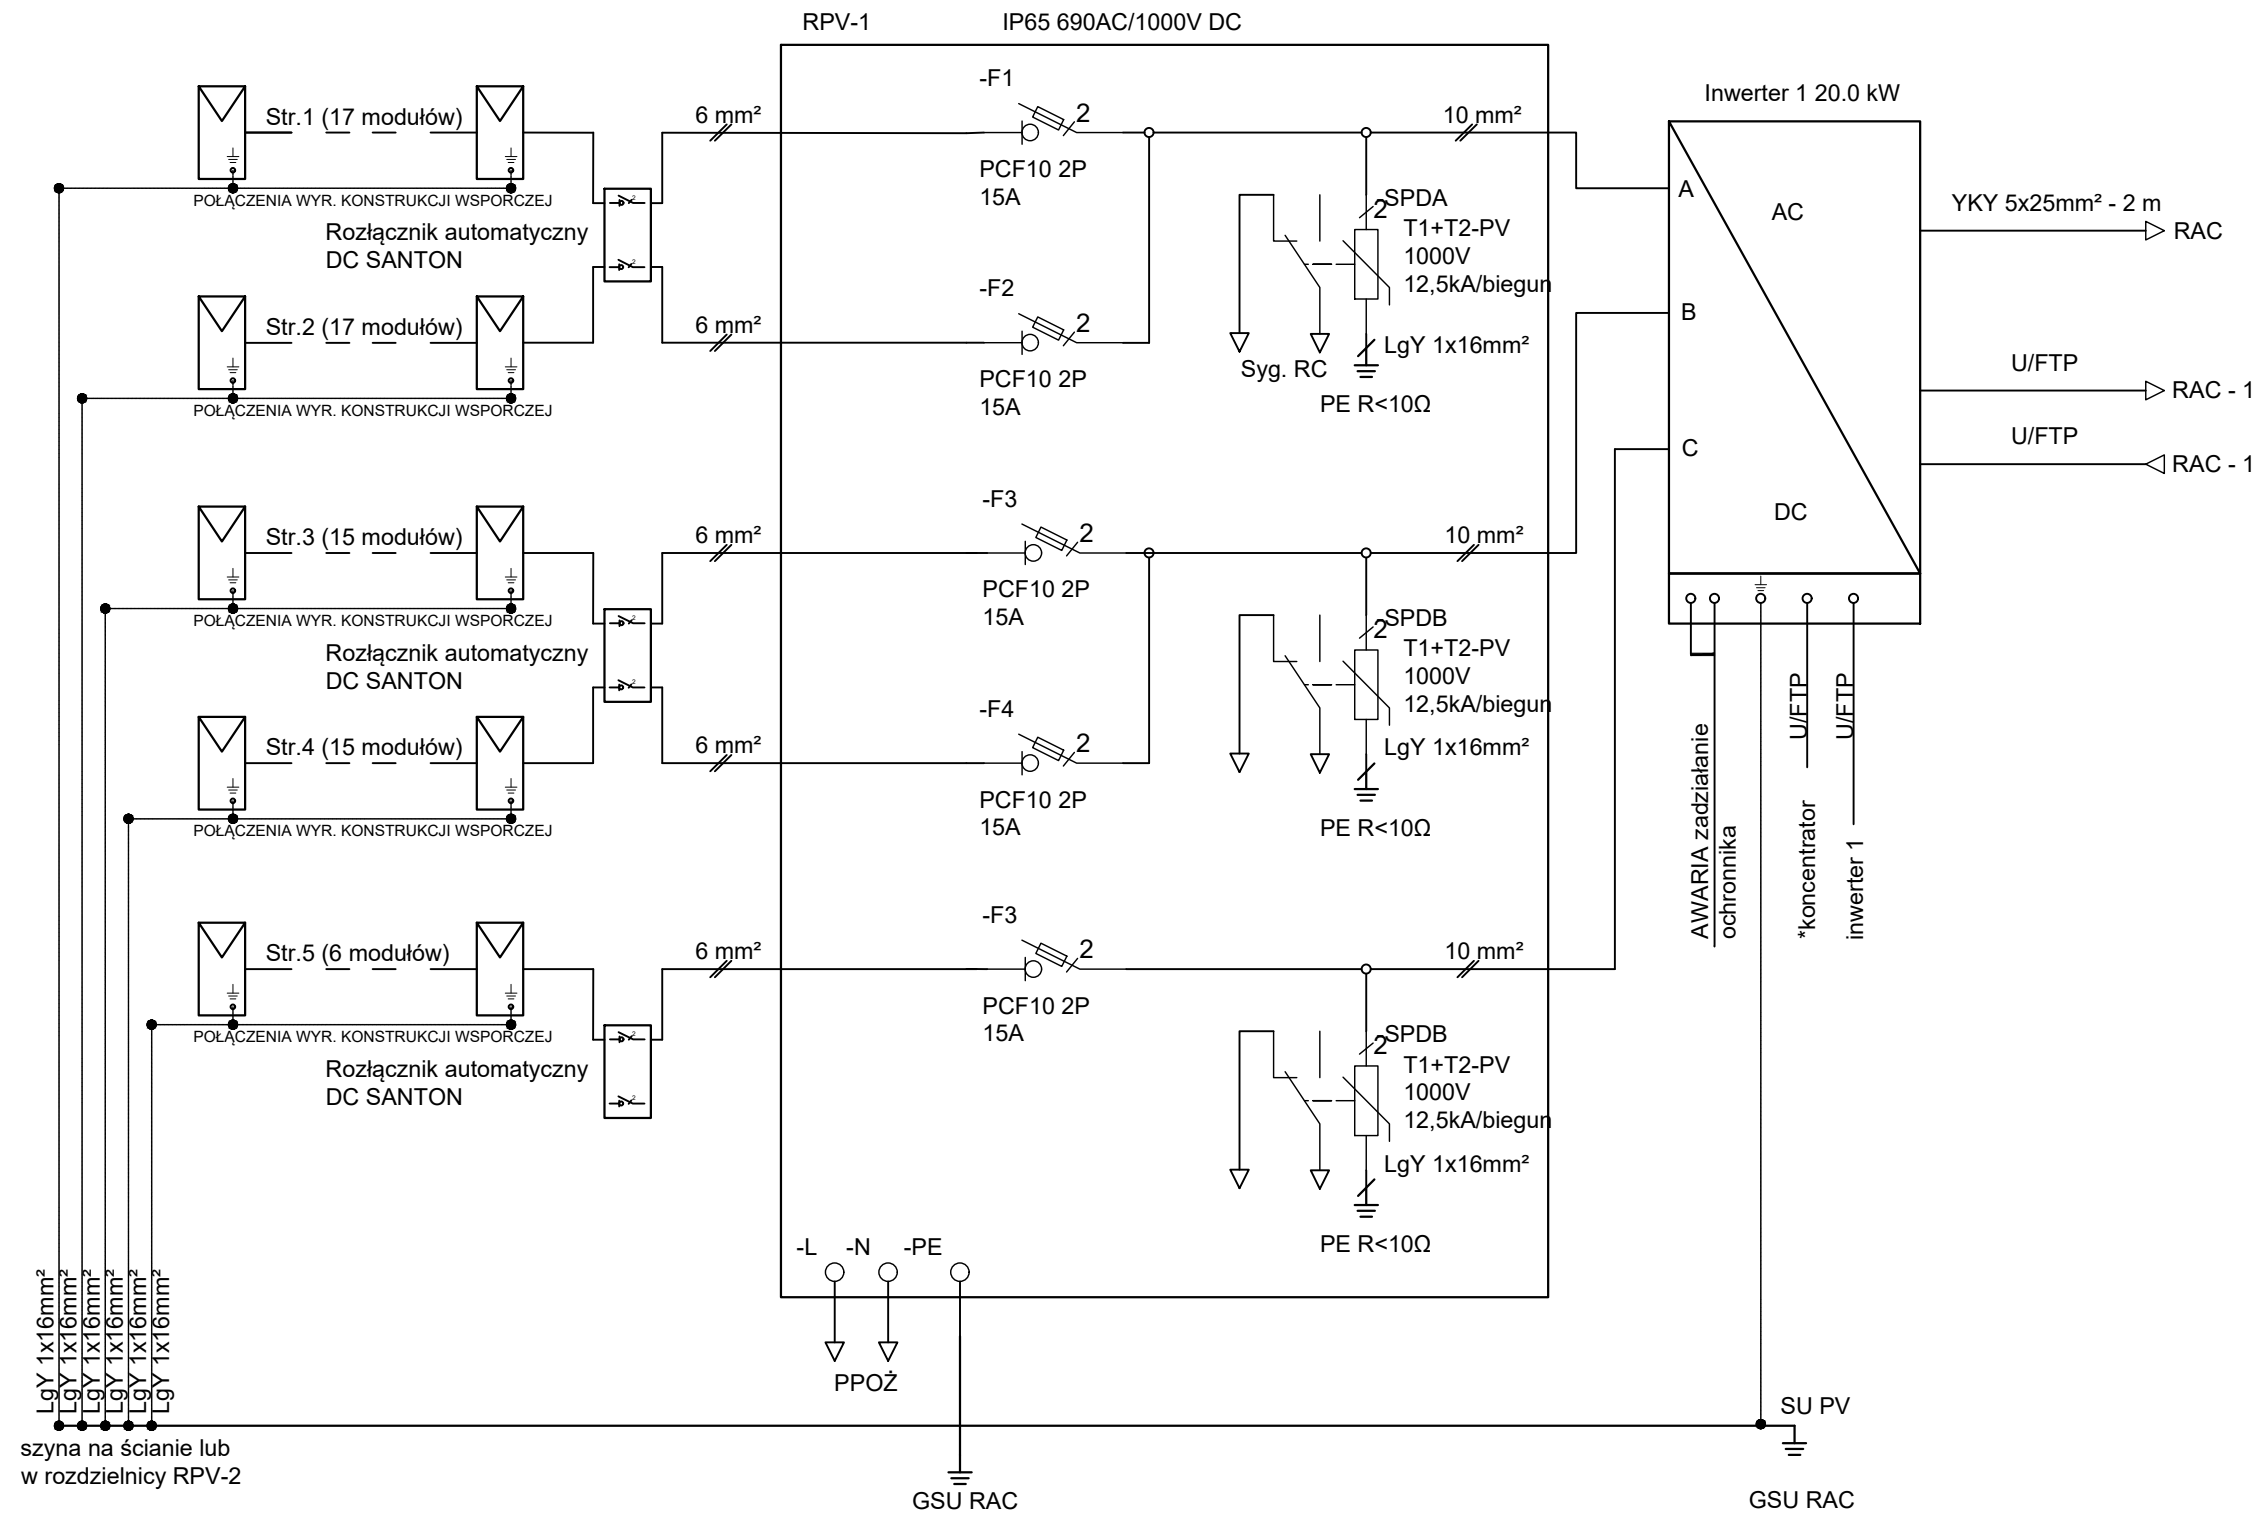 RPV-1
IP65 690AC/1000V DC
-F1
Inwerter 1 20.0 kW
Str.1 (17 modułów)
6 mm²
2
10 mm²
PCF10 2P
15A
POŁĄCZENIA WYR. KONSTRUKCJI WSPORCZEJ
Rozłącznik automatyczny
DC SANTON
2
2
SPDA
2
T1+T2-PV
1000V
12,5kA/biegun
A
AC
YKY 5x25mm² - 2 m
RAC
-F2
Str.2 (17 modułów)
6 mm²
2
PCF10 2P
15A
Syg. RC
LgY 1x16mm²
PE R<10Ω
B
U/FTP
RAC - 1
POŁĄCZENIA WYR. KONSTRUKCJI WSPORCZEJ
U/FTP
RAC - 1
C
DC
-F3
Str.3 (15 modułów)
6 mm²
2
10 mm²
PCF10 2P
15A
POŁĄCZENIA WYR. KONSTRUKCJI WSPORCZEJ
Rozłącznik automatyczny
DC SANTON
2
2
SPDB
2
T1+T2-PV
1000V
12,5kA/biegun
-F4
Str.4 (15 modułów)
6 mm²
2
PCF10 2P
15A
LgY 1x16mm²
PE R<10Ω
POŁĄCZENIA WYR. KONSTRUKCJI WSPORCZEJ
AWARIA zadziałanie
ochronnika
U/FTP
*koncentrator
U/FTP
inwerter 1
-F3
Str.5 (6 modułów)
6 mm²
2
10 mm²
PCF10 2P
15A
POŁĄCZENIA WYR. KONSTRUKCJI WSPORCZEJ
Rozłącznik automatyczny
DC SANTON
2
2
SPDB
2
T1+T2-PV
1000V
12,5kA/biegun
LgY 1x16mm²
PE R<10Ω
-L
-N
-PE
PPOŻ
LgY 1x16mm²
LgY 1x16mm²
LgY 1x16mm²
LgY 1x16mm²
LgY 1x16mm²
LgY 1x16mm²
SU PV
szyna na ścianie lub
w rozdzielnicy RPV-2
GSU RAC
GSU RAC